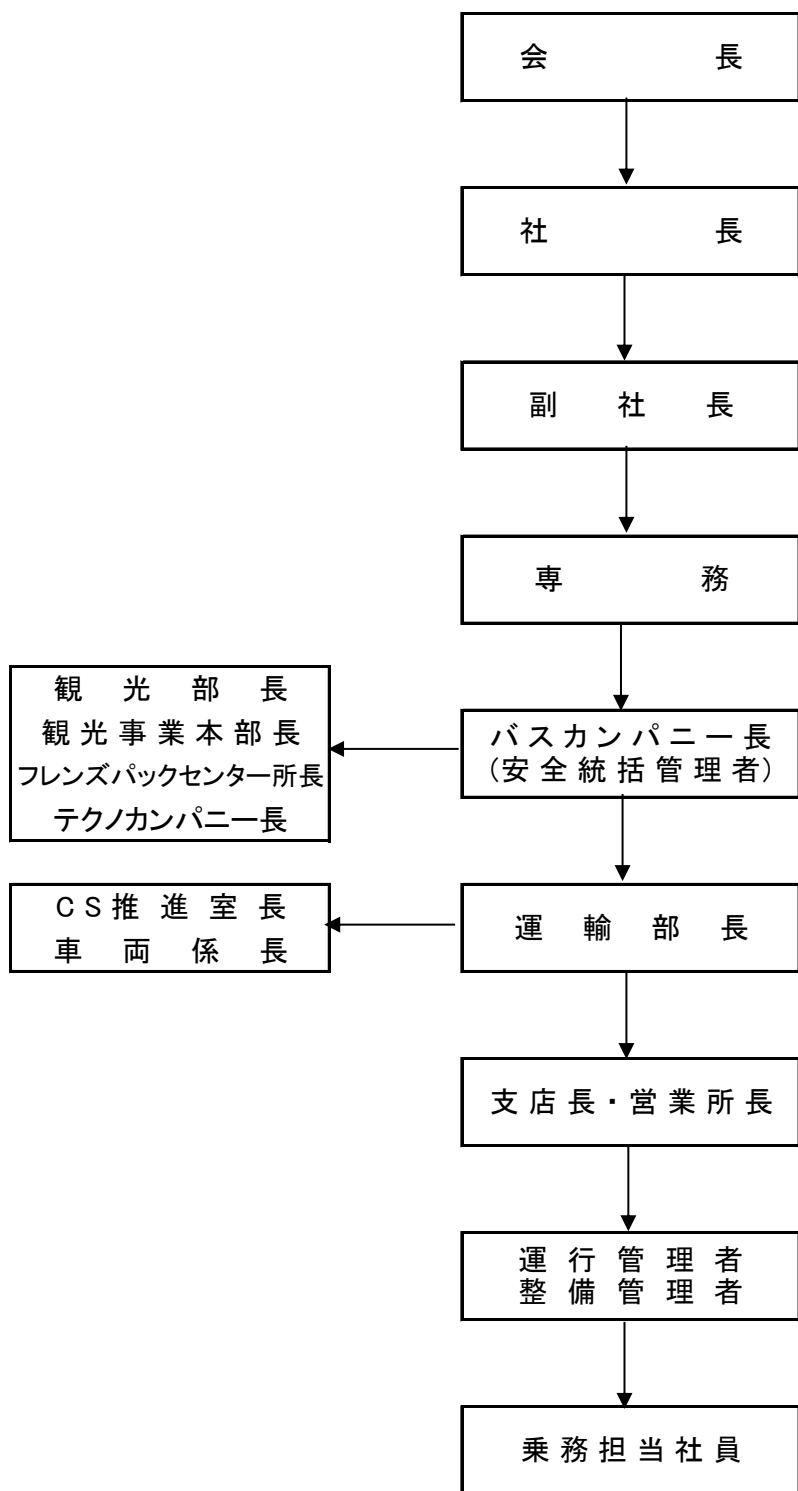 会長
社長
副社長
専務
観光部長
観光事業本部長
フレンズパックセンター所長
テクノカンパニー長
バスカンパニー長
(安全統括管理者)
CS推進室長
車両係長
運輸部長
支店長・営業所長
運行管理者
整備管理者
乗務担当社員